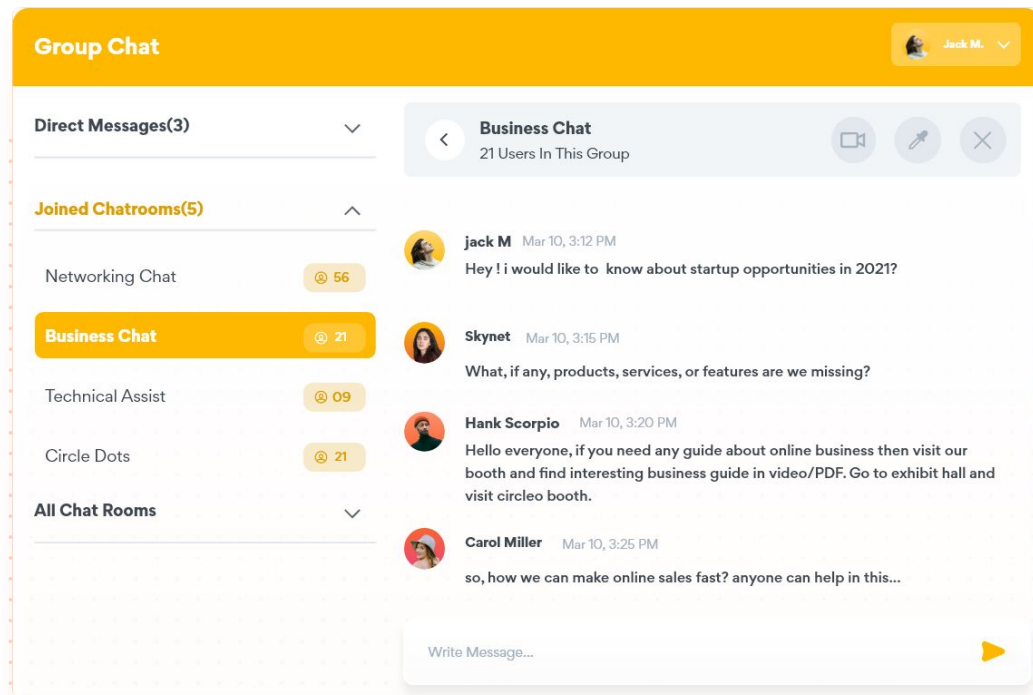 Group Chat
Jack M.
Direct Messages(3)
Joined Chatrooms(5)
Networking Chat
56
Business Chat
21
Technical Assist
09
Circle Dots
21
All Chat Rooms
Business Chat
21 Users In This Group
jack M Mar 10, 3:12 PM
Hey ! i would like to know about startup opportunities in 2021?
Skynet Mar 10, 3:15 PM
What, if any, products, services, or features are we missing?
Hank Scorpio Mar 10, 3:20 PM
Hello everyone, if you need any guide about online business then visit our
booth and find interesting business guide in video/PDF. Go to exhibit hall and
visit circleo booth.
Carol Miller Mar 10, 3:25 PM
so, how we can make online sales fast? anyone can help in this...
Write Message...